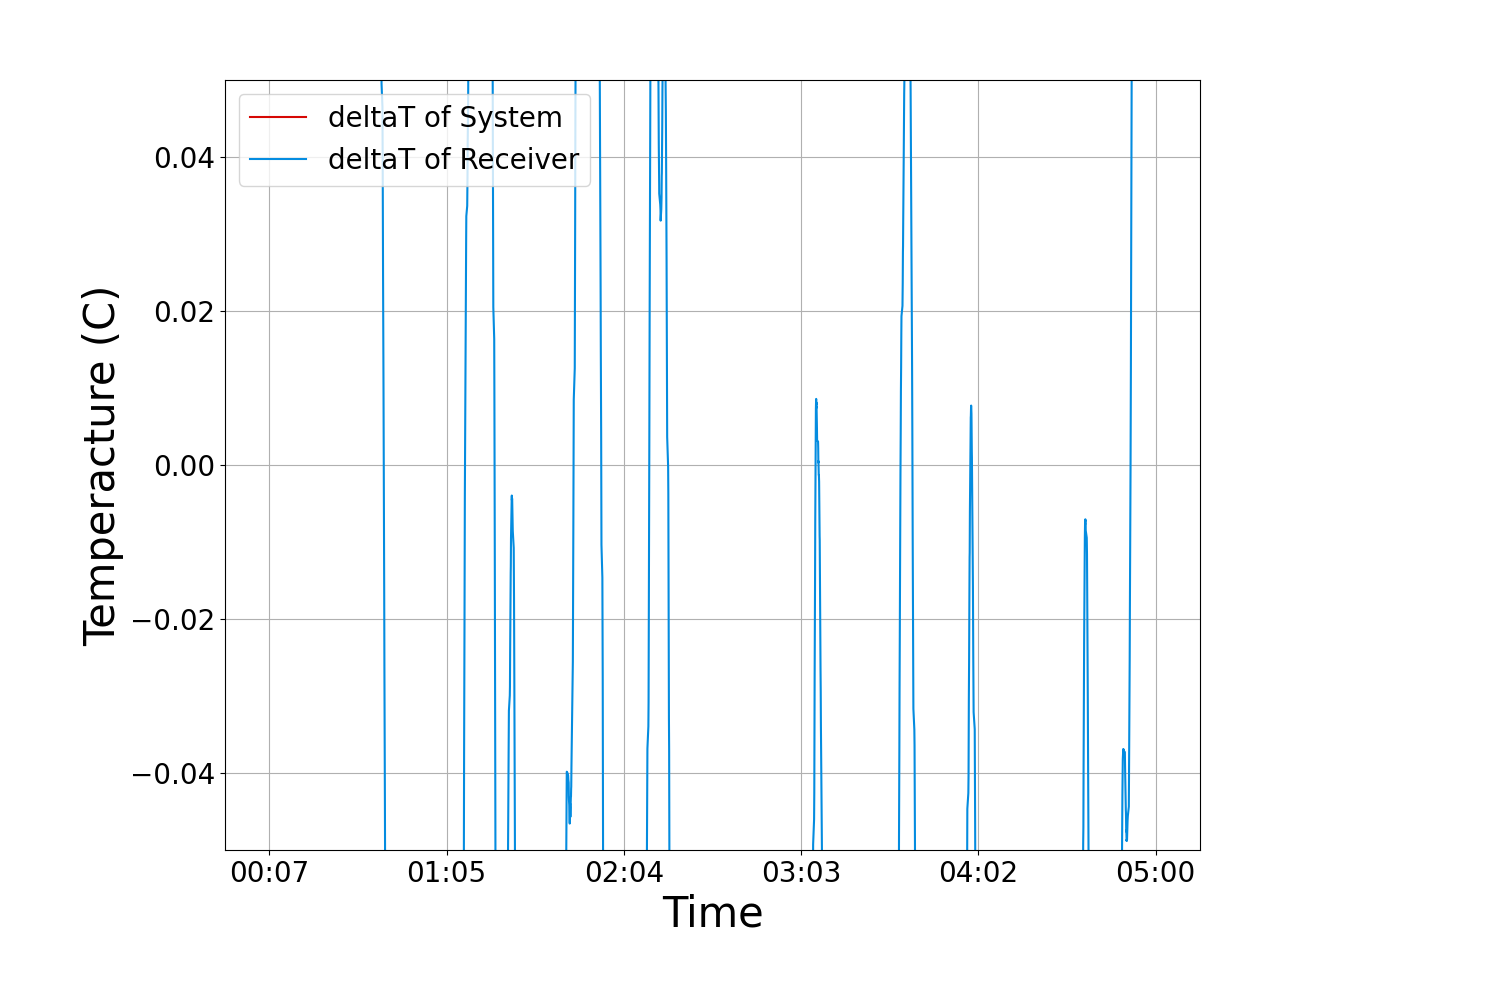 deltaT of System
deltaT of Receiver
0.04
0.02
0.00
−0.02
−0.04
Temperacture (C)
00:07 01:05 02:04 03:03 04:02 05:00
Time